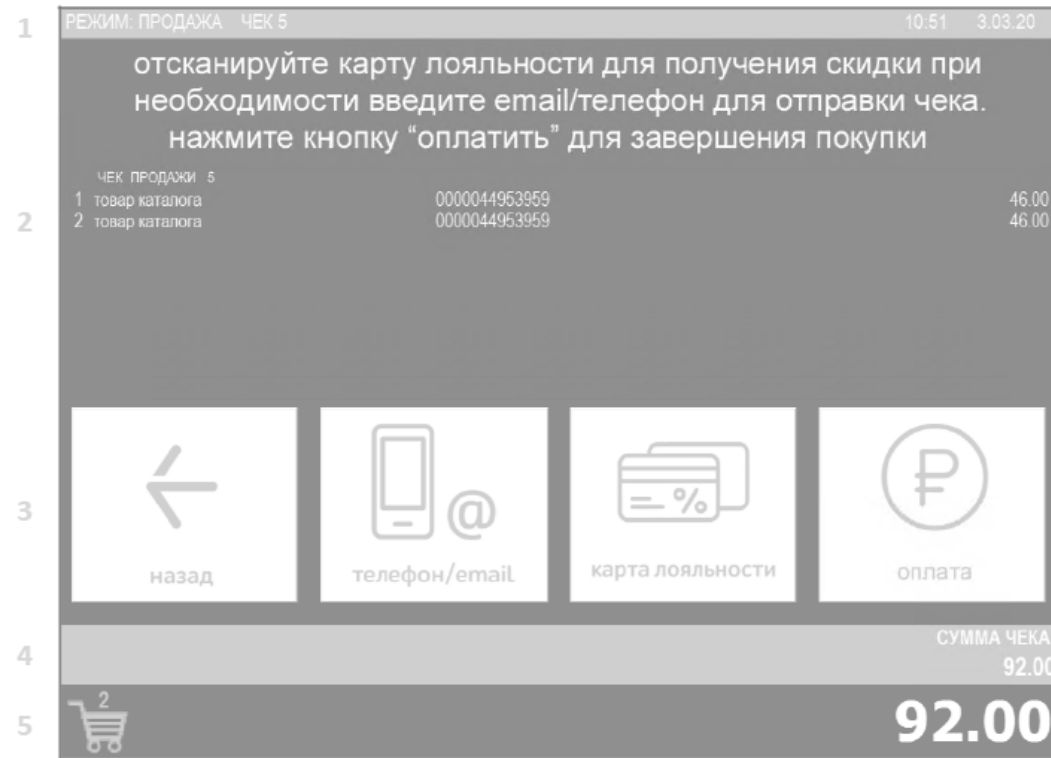 1
РЕЖИМ: ПРОДАЖА ЧЕК 5 10:51 3.03.20
отсканируйте карту лояльности для получения скидки при
необходимости введите email/телефон для отправки чека.
нажмите кнопку “оплатить” для завершения покупки
ЧЕК ПРОДАЖИ 5
1 товар каталога 0000044953959 46.00
2
2 товар каталога 0000044953959 46.00
3
назад телефон/email карта лояльности оплата
СУММА ЧЕКА
4
92.00
2
5
92.00